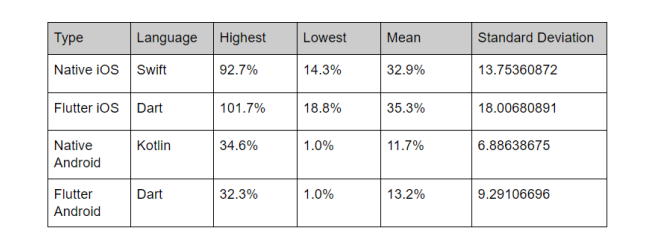 Type Language Highest Lowest Mean Standard Deviation
Native iOS Swift 92.7% 14.3% 32.9% 13.75360872
Flutter iOS Dart 101.7% 18.8% 35.3% 18.00680891
Native Kotlin 34.6% 1.0% 11.7% 6.88638675
Android
Flutter Dart 32.3% 1.0% 13.2% 9.29106696
Android